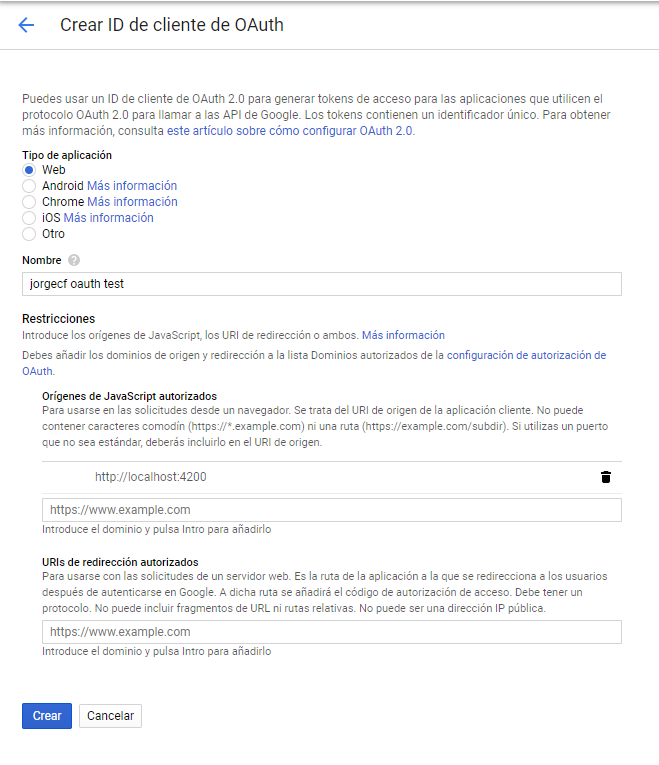 Crear ID de cliente de OAuth
Puedes usar un ID de cliente de OAuth 2.0 para generar tokens de acceso para las aplicaciones que utilicen el
protocolo OAuth 2.0 para llamar a las API de Google. Los tokens contienen un identificador único. Para obtener
más información, consulta este artículo sobre cómo configurar OAuth 2.0.
Tipo de aplicación
Web
Android Más información
Chrome Más información
iOS Más información
Otro
Nombre ?
jorgecf oauth test
Restricciones
Introduce los orígenes de JavaScript, los URI de redirección o ambos. Más información
Debes añadir los dominios de origen y redirección a la lista Dominios autorizados de la configuración de autorización de
OAuth.
Orígenes de JavaScript autorizados
Para usarse en las solicitudes desde un navegador. Se trata del URI de origen de la aplicación cliente. No puede
contener caracteres comodín (https://*.example.com) ni una ruta (https://example.com/subdir). Si utilizas un puerto
que no sea estándar, deberás incluirlo en el URI de origen.
http://localhost:4200
https://www.example.com
Introduce el dominio y pulsa Intro para añadirlo
URIs de redirección autorizados
Para usarse con las solicitudes de un servidor web. Es la ruta de la aplicación a la que se redirecciona a los usuarios
después de autenticarse en Google. A dicha ruta se añadirá el código de autorización de acceso. Debe tener un
protocolo. No puede incluir fragmentos de URL ni rutas relativas. No puede ser una dirección IP pública.
https://www.example.com
Introduce el dominio y pulsa Intro para añadirlo
Crear Cancelar